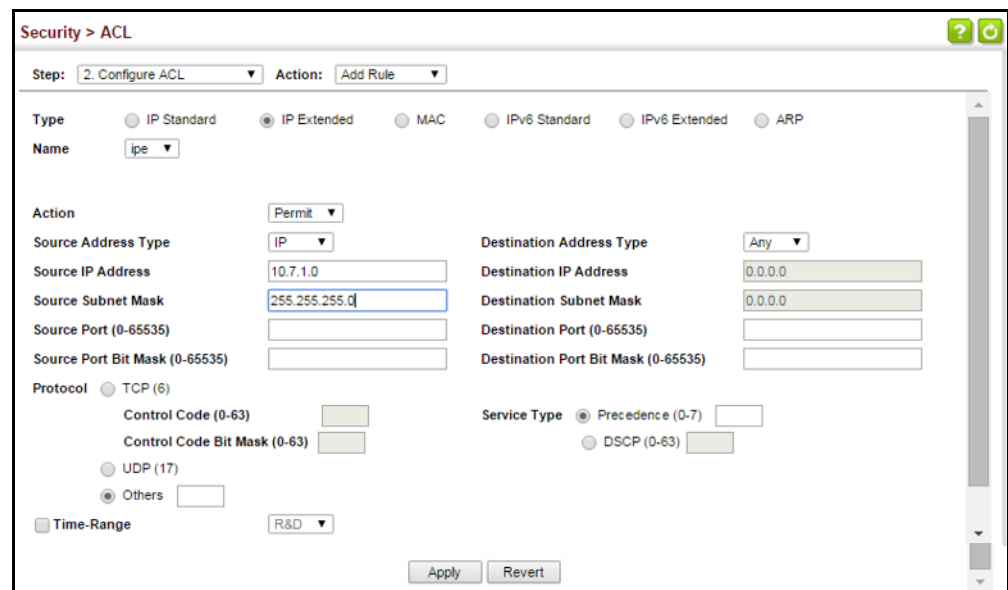 Security > ACL
Step: 2. Configure ACL Action: Add Rule
Type IP Standard IP Extended MAC IPv6 Standard IPv6 Extended ARP
Name ipe
Action Permit
Source Address Type IP Destination Address Type Any
Source IP Address 10.7.1.0 Destination IP Address 0.0.0.0
Source Subnet Mask 255.255.255.0 Destination Subnet Mask 0.0.0.0
Source Port (0-65535) Destination Port (0-65535)
Source Port Bit Mask (0-65535) Destination Port Bit Mask (0-65535)
Protocol TCP (6)
Control Code (0-63) Service Type Precedence (0-7)
Control Code Bit Mask (0-63) DSCP (0-63)
UDP (17)
Others
Time-Range R&D
Apply Revert